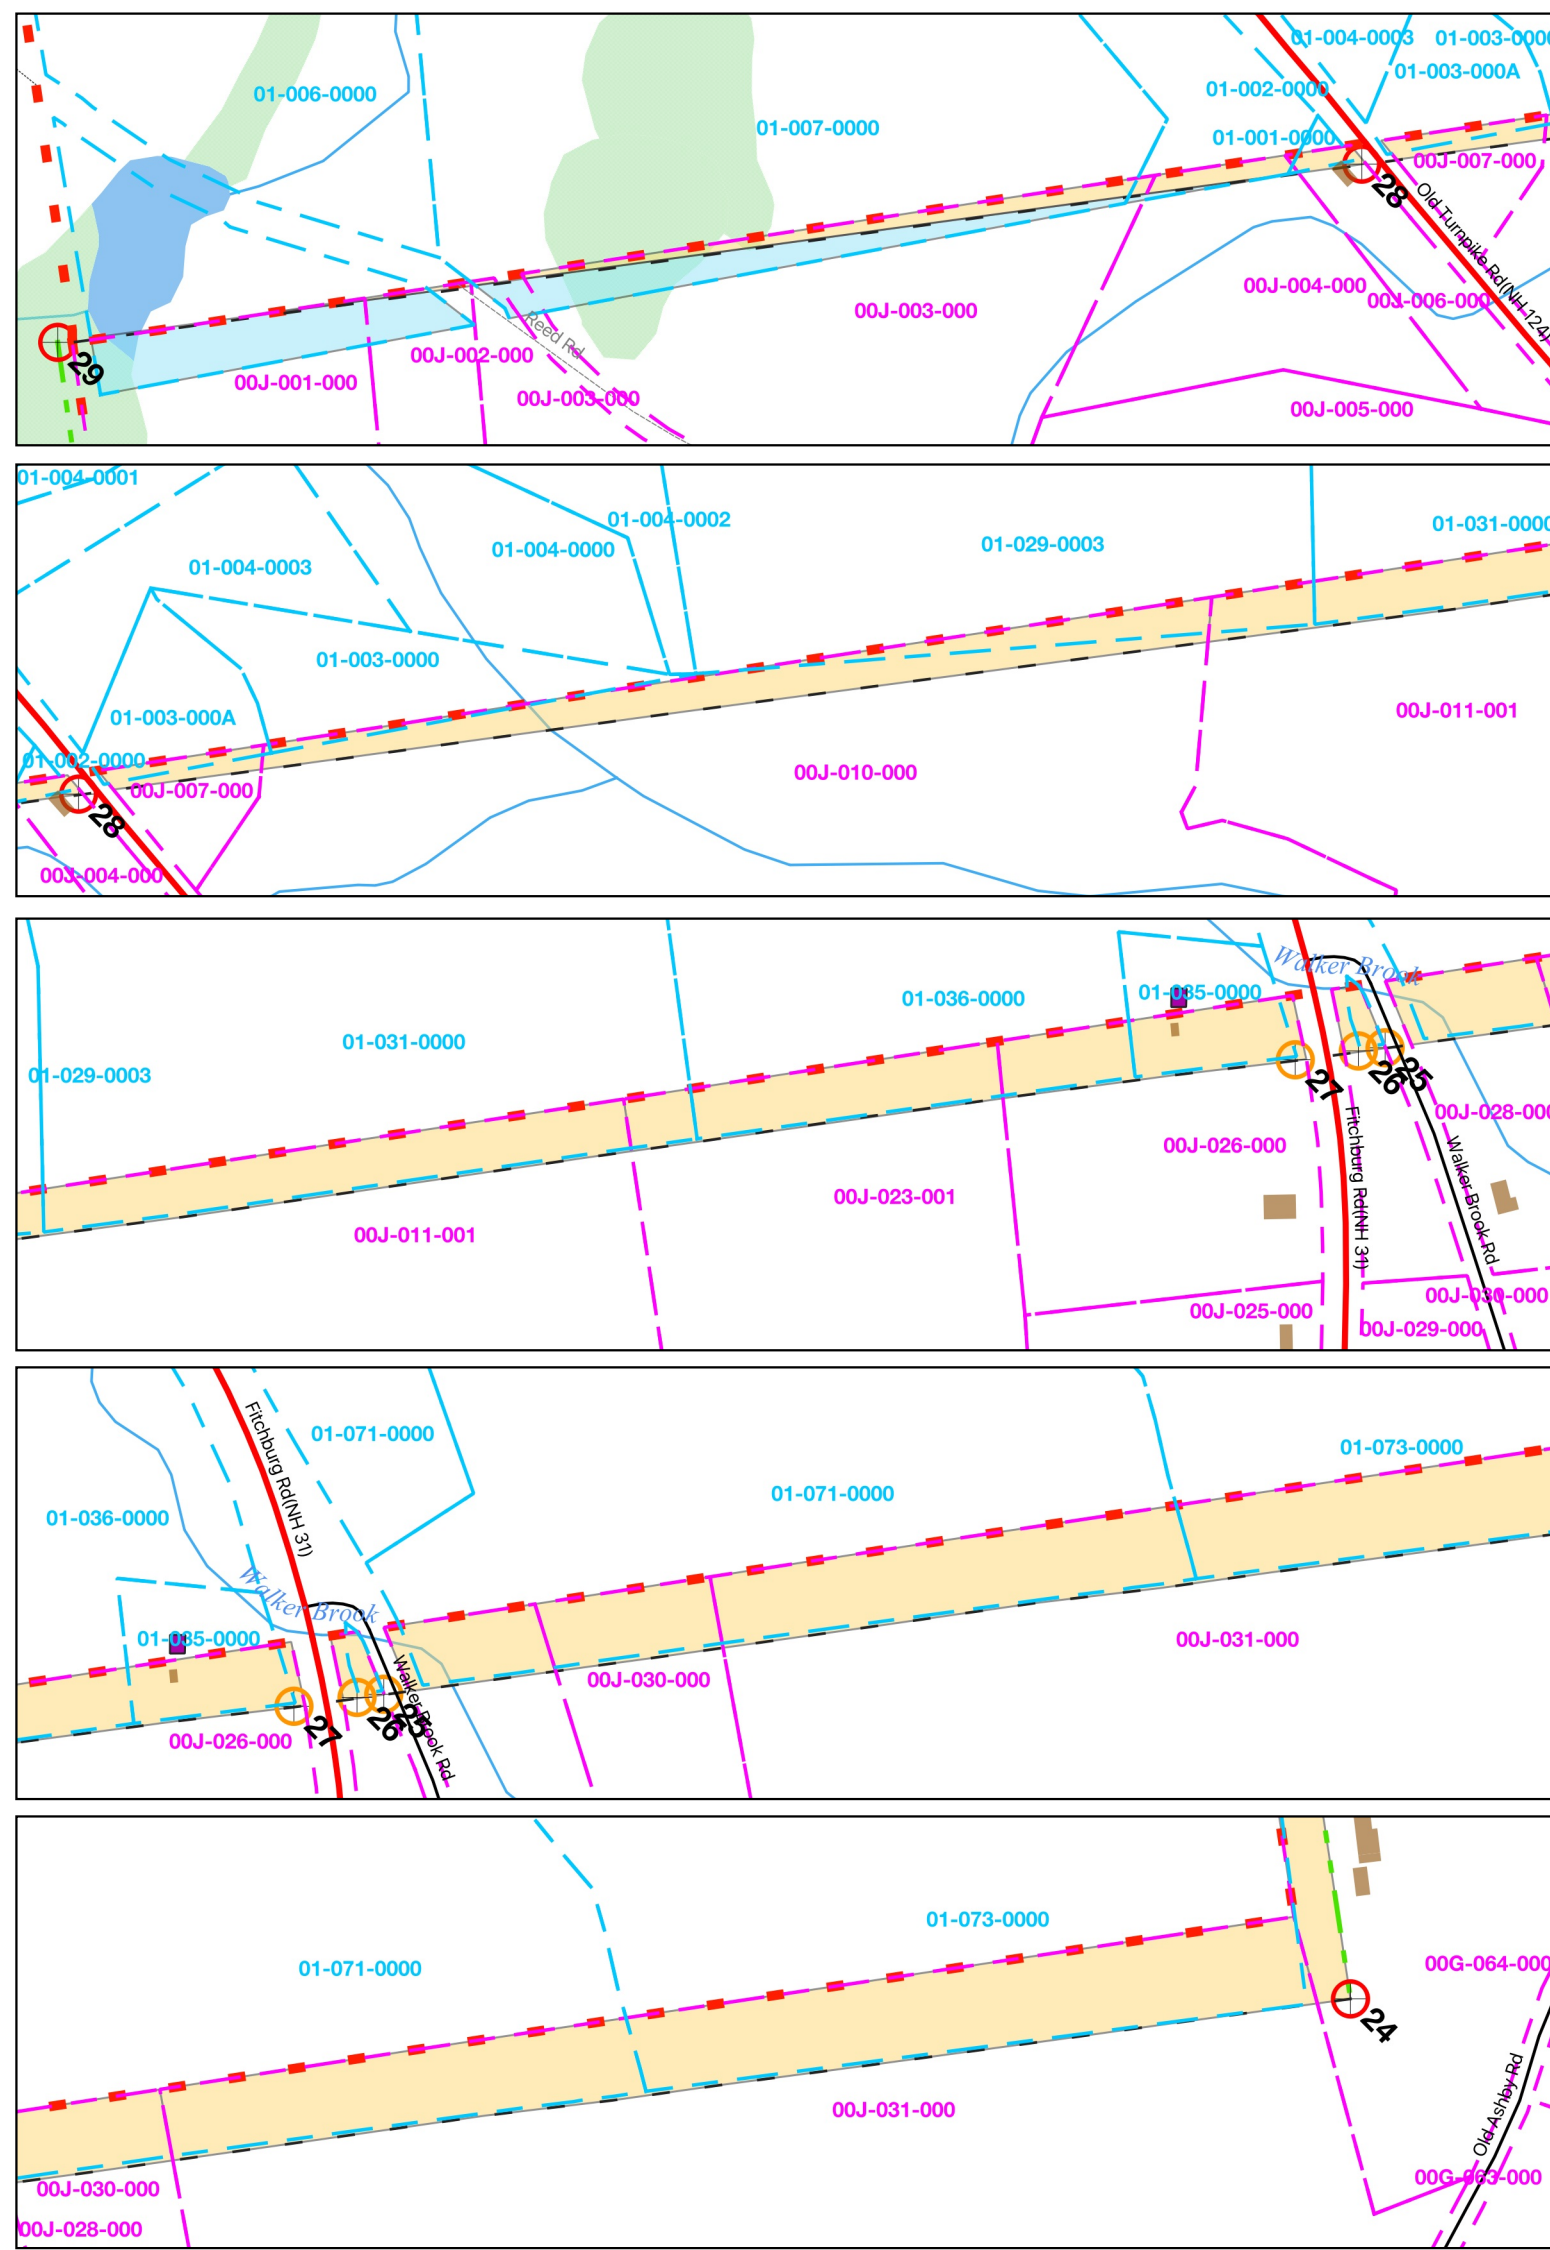 01-004-0003
01-003-000
01-003-000A
01-006-0000
01-002-0000
01-007-0000
01-001-0000
00J-007-000
28
Old Turnpike Rd(NH 124)
00J-004-000
00J-006-000
00J-003-000
Reed Rd
00J-002-000
29
00J-001-000
00J-003-000
00J-005-000
01-004-0001
01-004-0002
01-031-0000
01-004-0000
01-029-0003
01-004-0003
01-003-0000
00J-011-001
01-003-000A
01-002-0000
00J-010-000
00J-007-000
28
00J-004-000
Walker Brook
01-035-0000
01-036-0000
01-031-0000
01-029-0003
27
26
25
00J-028-000
00J-026-000
Fitchburg Rd(NH 31)
Walker Brook Rd
00J-023-001
00J-011-001
00J-030-000
00J-025-000
00J-029-000
Fitchburg Rd(NH 31)
01-071-0000
01-073-0000
01-071-0000
01-036-0000
Walker Brook
01-035-0000
00J-031-000
00J-030-000
Walker Brook Rd
27
26
25
00J-026-000
01-073-0000
01-071-0000
00G-064-000
24
Old Ashby Rd
00J-031-000
00G-063-000
00J-030-000
00J-028-000